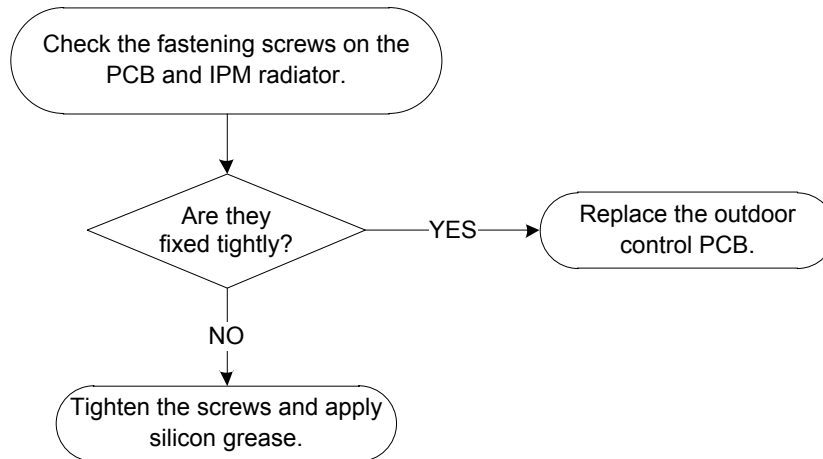 Check the fastening screws on the
PCB and IPM radiator.
Are they
fixed tightly?
YES
Replace the outdoor
control PCB.
NO
Tighten the screws and apply
silicon grease.